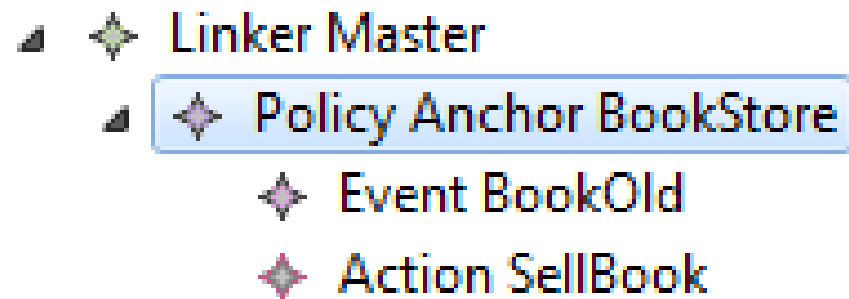 Linker Master
Policy Anchor BookStore
Event BookOld
Action SellBook